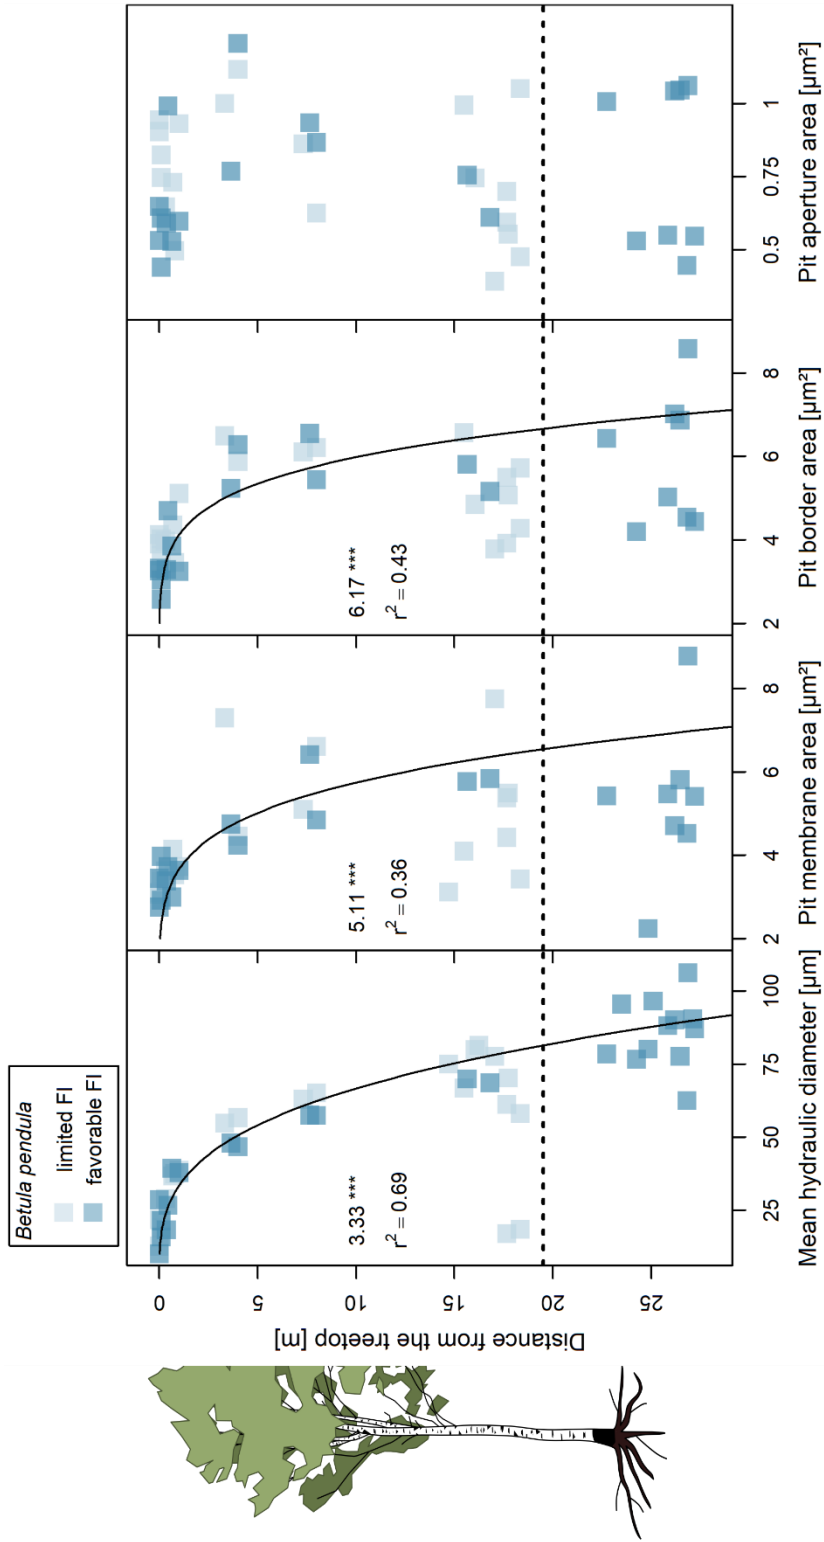 Betula pendula
limited FI
favorable FI
Distance from the treetop [m]
0
5
10
15
20
25
3.33 ***
r² = 0.69
25
50
75
100
Mean hydraulic diameter [µm]
5.11 ***
r² = 0.36
2
4
6
8
Pit membrane area [µm²]
6.17 ***
r² = 0.43
2
4
6
8
Pit border area [µm²]
0.5
0.75
1
Pit aperture area [µm²]